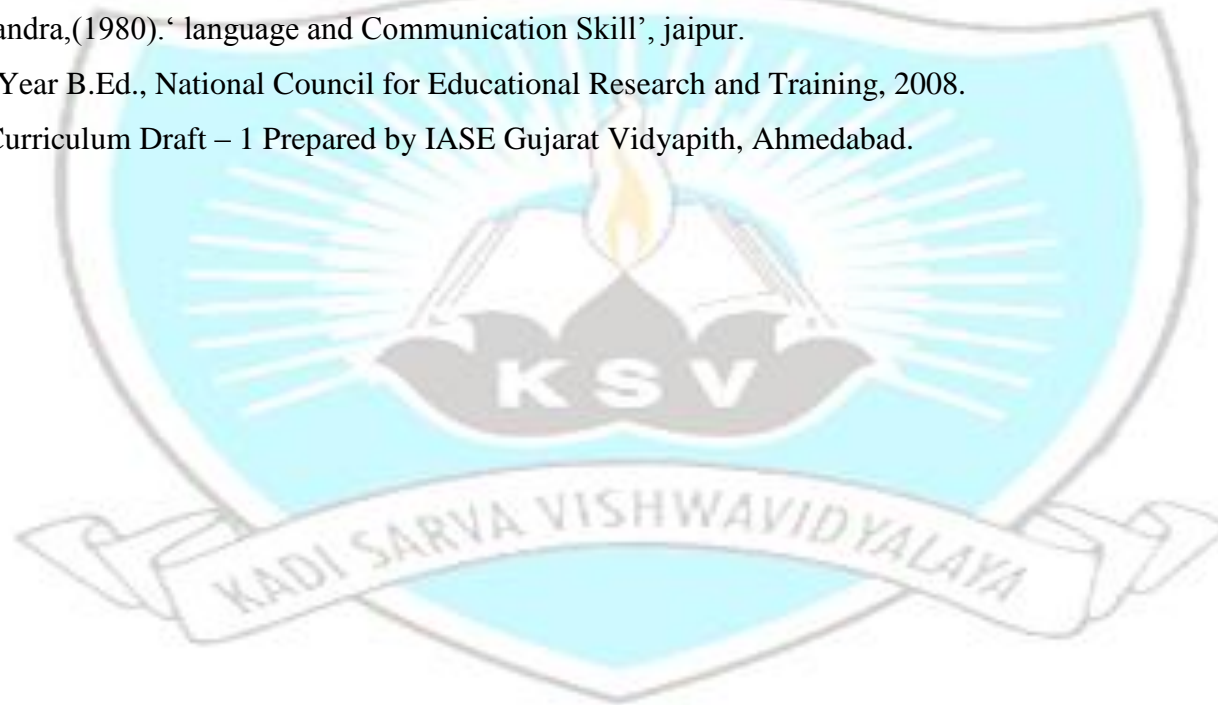 andra,(1980).‘ language and Communication Skill’, jaipur.
Year B.Ed., National Council for Educational Research and Training, 2008.
Curriculum Draft – 1 Prepared by IASE Gujarat Vidyapith, Ahmedabad.
KSV
KADI SARVA VISHWAVIDYALAYA